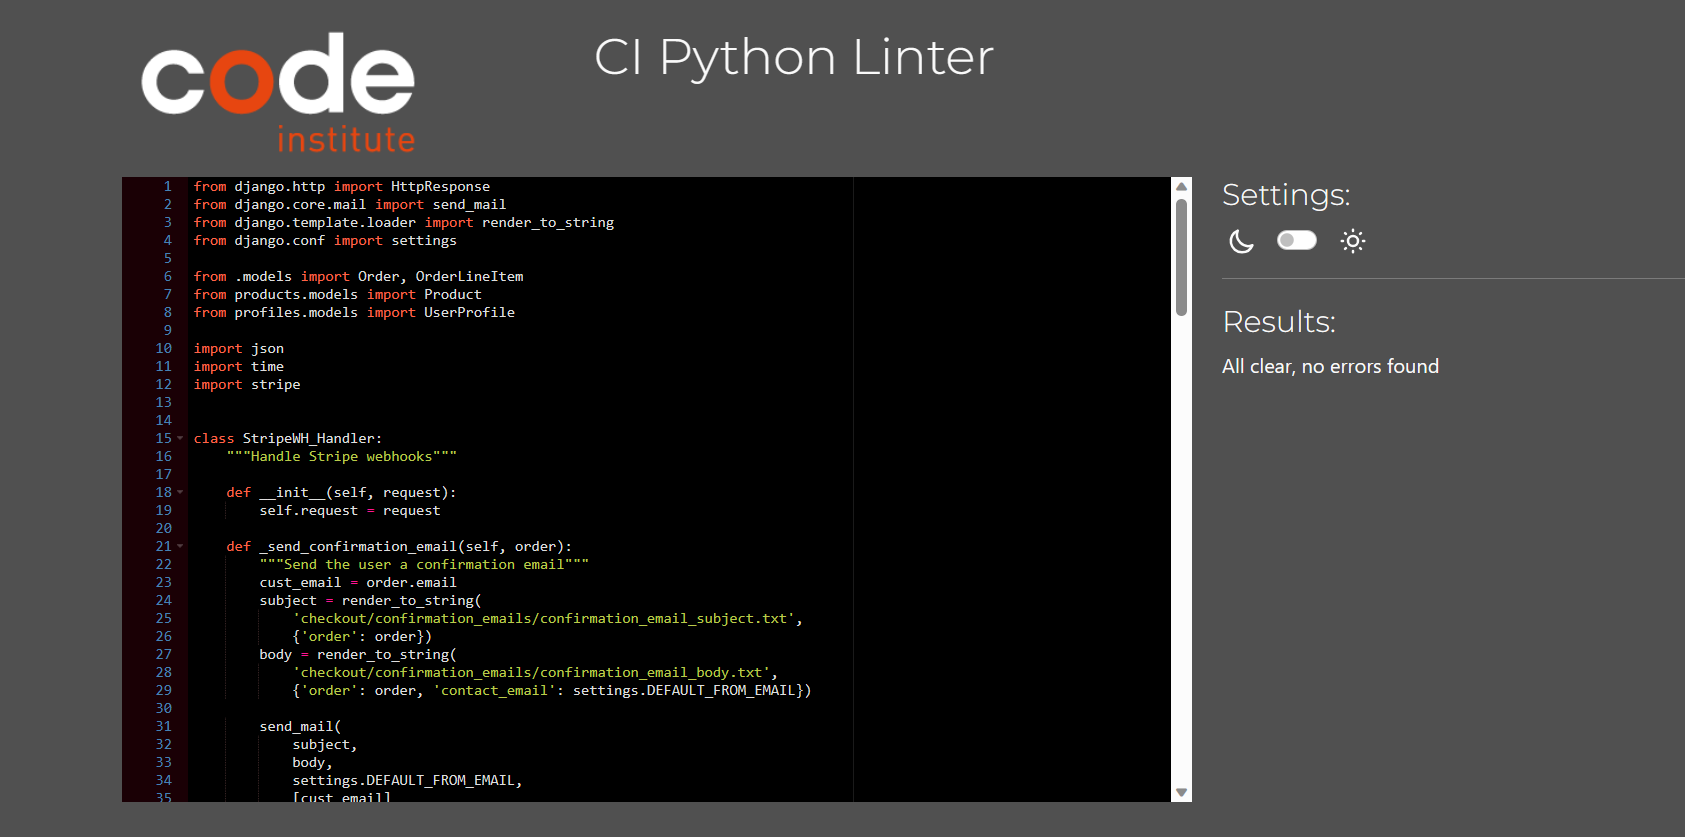 code
institute
CI Python Linter
1 from django.http import HttpResponse
2 from django.core.mail import send_mail
3 from django.template.loader import render_to_string
4 from django.conf import settings
5
6 from .models import Order, OrderLineItem
7 from products.models import Product
8 from profiles.models import UserProfile
9
10 import json
11 import time
12 import stripe
13
14
15 class StripeWH_Handler:
16     """Handle Stripe webhooks"""
17
18     def __init__(self, request):
19         self.request = request
20
21     def _send_confirmation_email(self, order):
22         """Send the user a confirmation email"""
23         cust_email = order.email
24         subject = render_to_string(
25             'checkout/confirmation_emails/confirmation_email_subject.txt',
26             {'order': order})
27         body = render_to_string(
28             'checkout/confirmation_emails/confirmation_email_body.txt',
29             {'order': order, 'contact_email': settings.DEFAULT_FROM_EMAIL})
30
31         send_mail(
32             subject,
33             body,
34             settings.DEFAULT_FROM_EMAIL,
35             [cust_email]
Settings:
Results:
All clear, no errors found